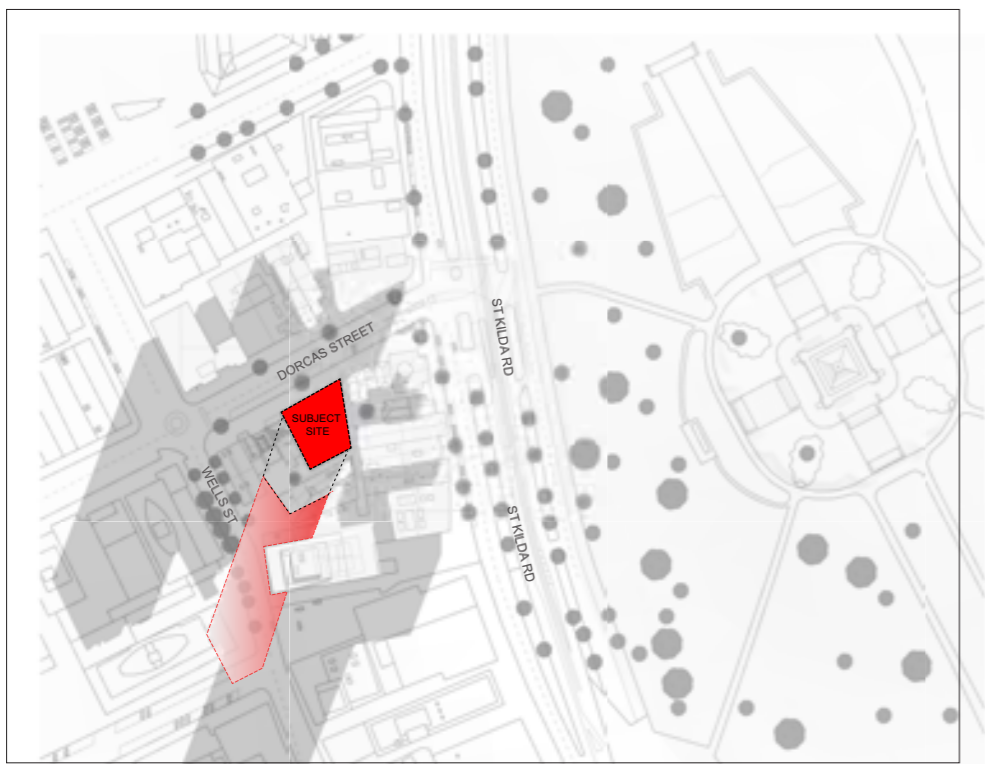 ST KILDA RD
DORCAS STREET
SUBJECT
SITE
WELLS ST
ST KILDA RD